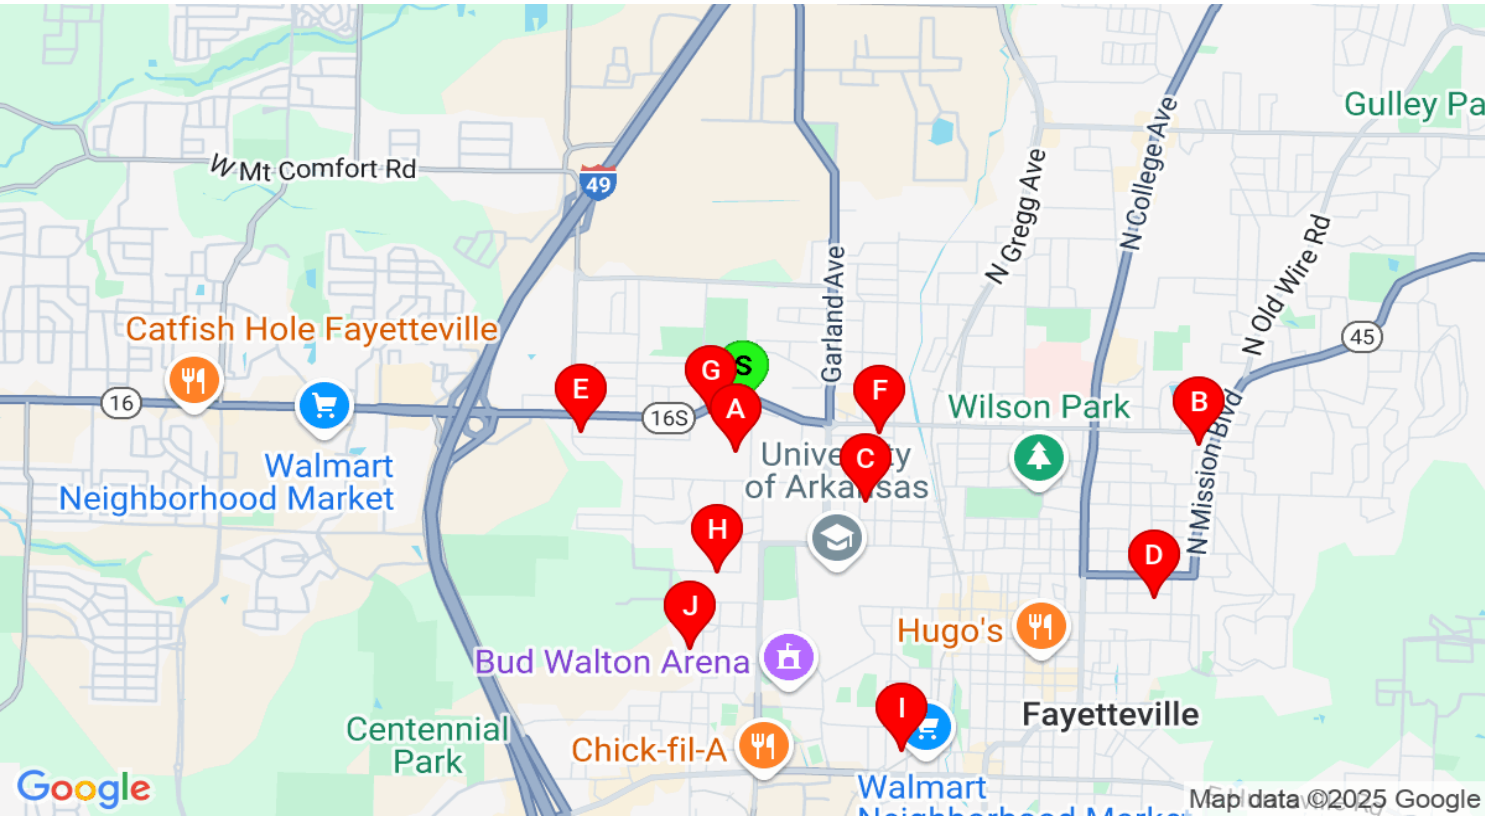 Gulley Pa
W Mt Comfort Rd
49
N College Ave
N Gregg Ave
N Old Wire Rd
Garland Ave
Catfish Hole Fayetteville
45
S
G
E
F
B
A
16
16S
Wilson Park
N Mission Blvd
University
of Arkansas
C
Walmart
Neighborhood Market
H
D
J
Hugo's
Bud Walton Arena
I
Fayetteville
Centennial
Park
Chick-fil-A
Walmart
Neighborhood Market
Google
Map data ©2025 Google